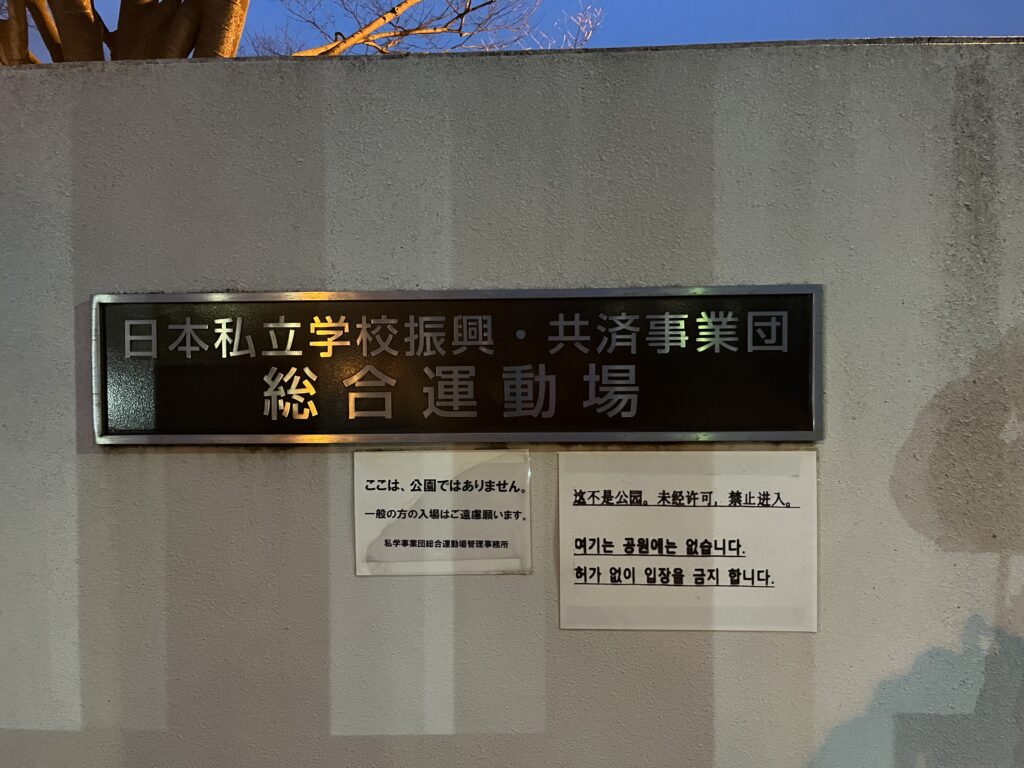 日本私立学校振興・共済事業団
総合運動場
ここは、公園ではありません。
一般の方の入場はご遠慮願います。
私学事業団総合運動場管理事務所
这不是公园。未经许可，禁止进入。
여기는 공원에는 없습니다.
허가 없이 입장을 금지 합니다.